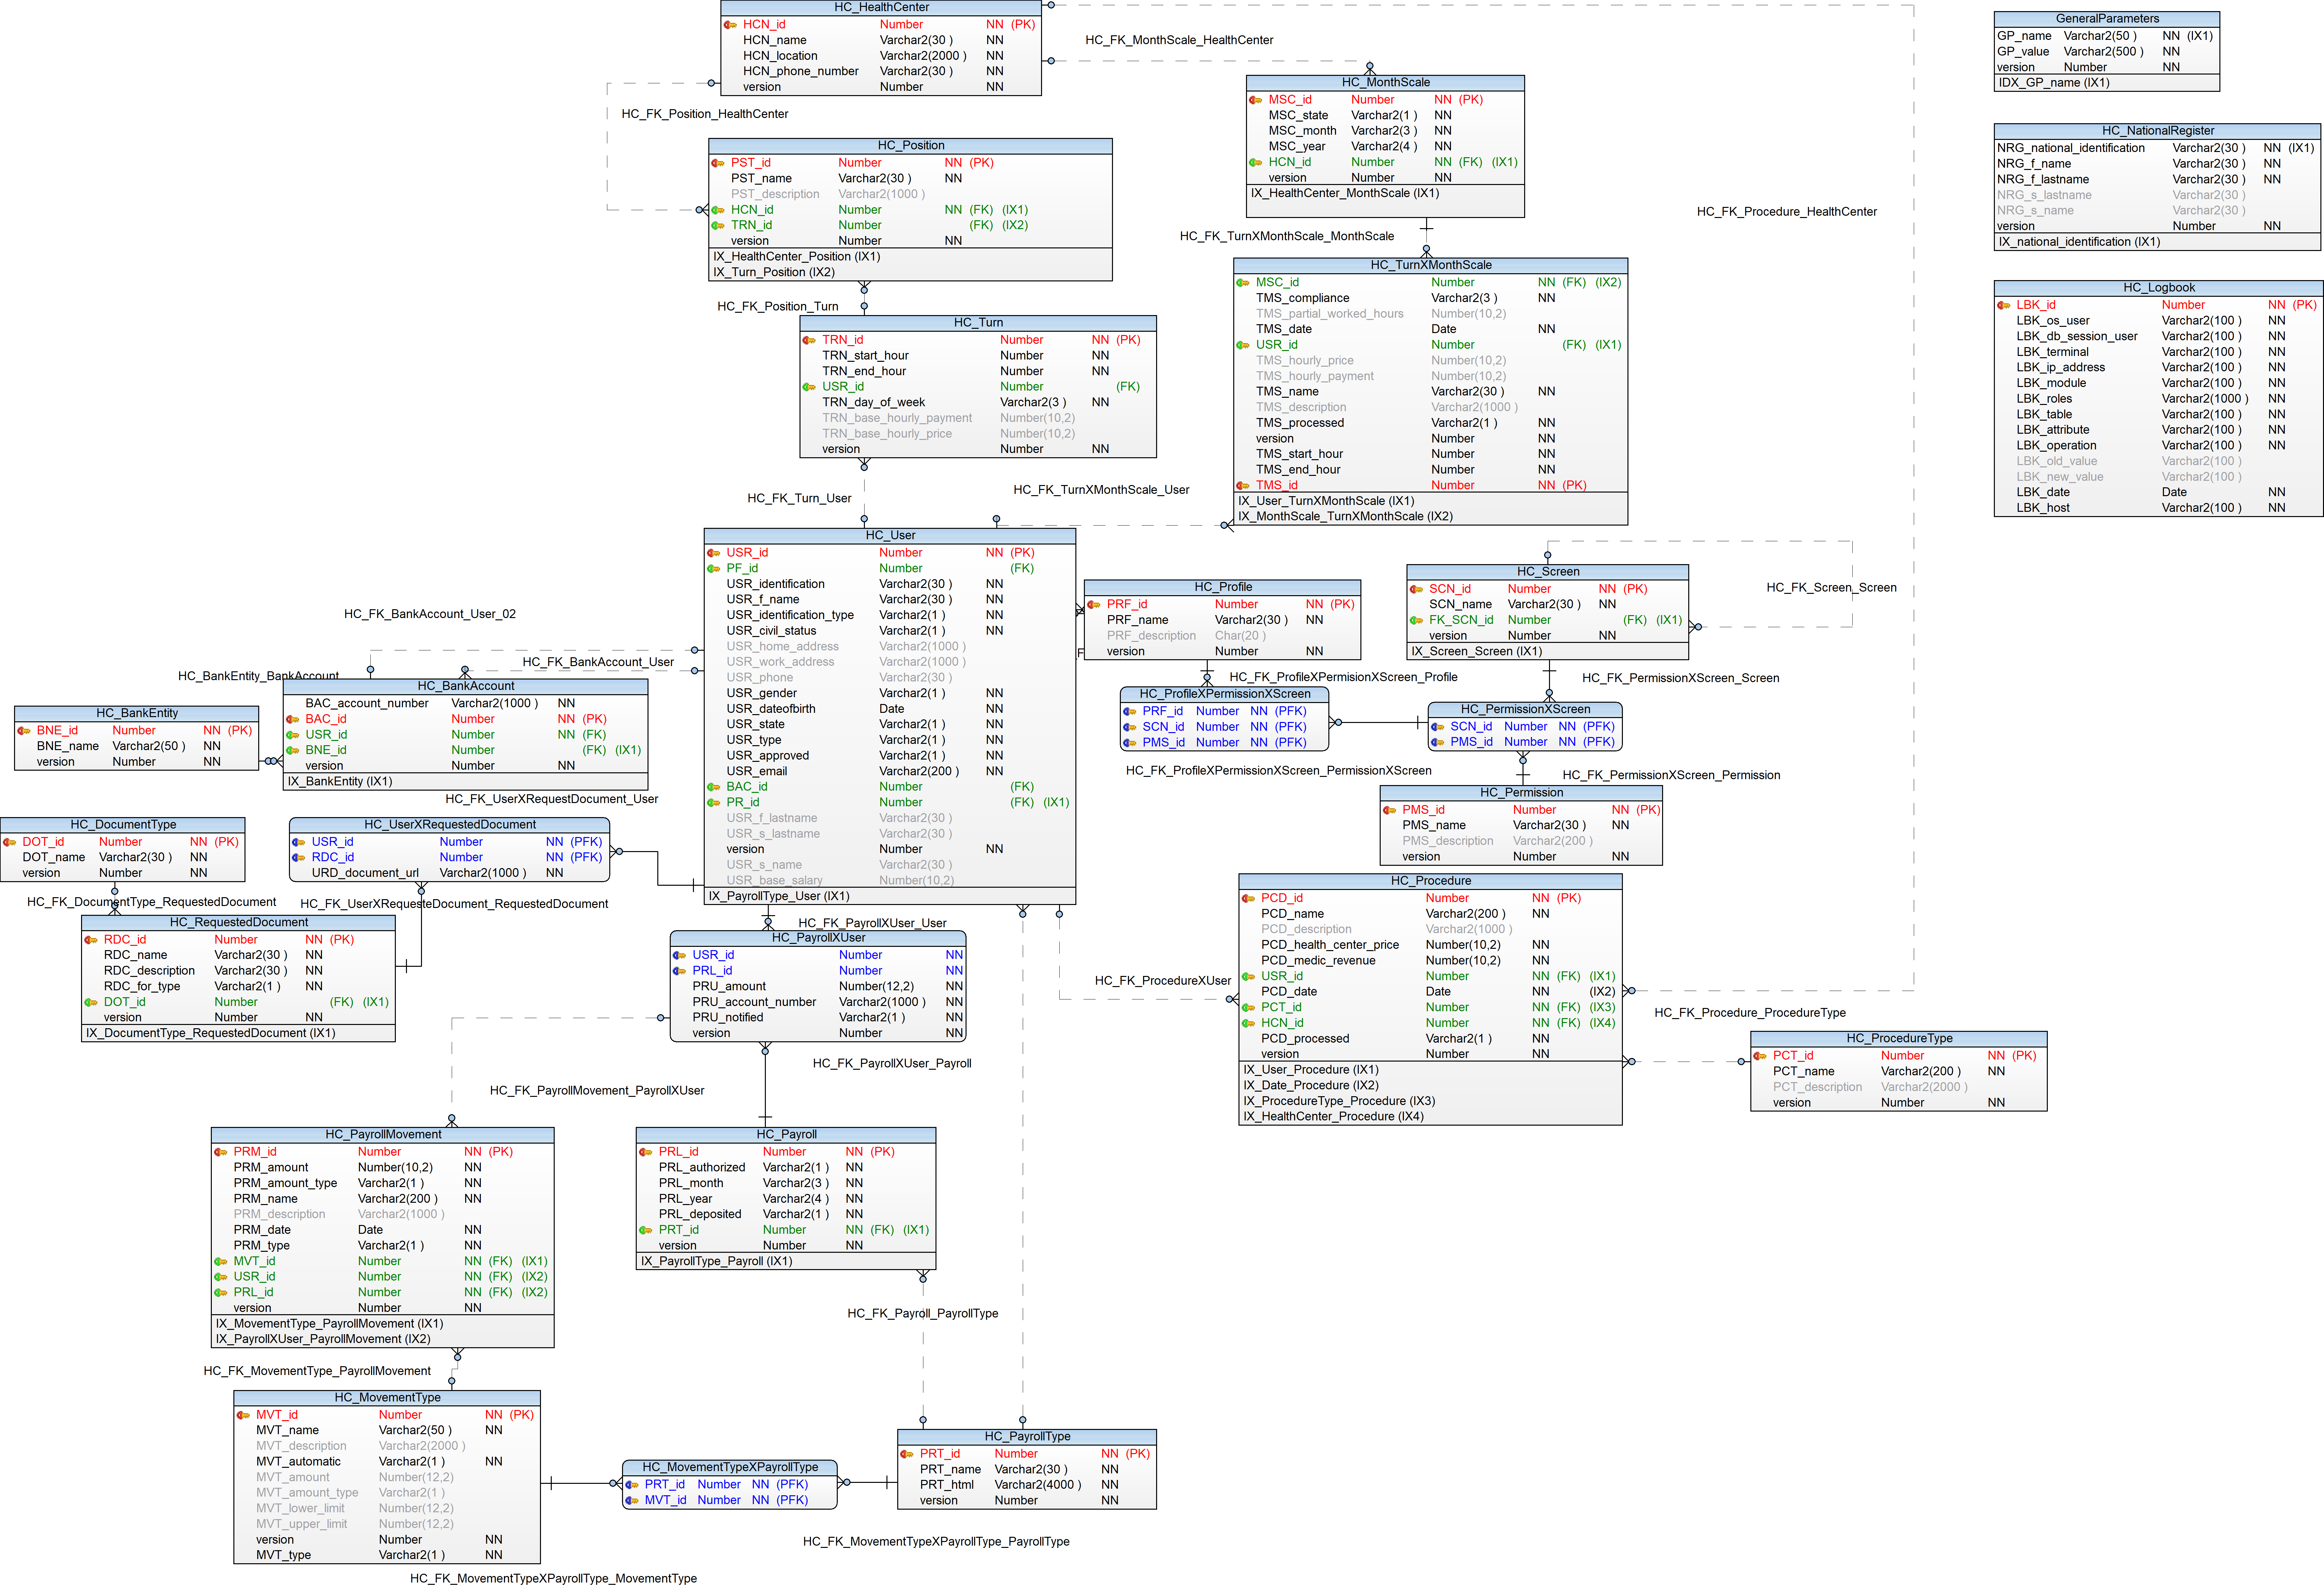 HC_HealthCenter
HCN_id Number NN (PK)
HCN_name Varchar2(30 ) NN
HCN_location Varchar2(2000 ) NN
HCN_phone_number Varchar2(30 ) NN
version Number NN
HC_FK_MonthScale_HealthCenter
HC_FK_Position_HealthCenter
HC_MonthScale
MSC_id Number NN (PK)
MSC_state Varchar2(1 ) NN
MSC_month Varchar2(3 ) NN
MSC_year Varchar2(4 ) NN
HCN_id Number NN (FK) (IX1)
version Number NN
IX_HealthCenter_MonthScale (IX1)
GeneralParameters
GP_name Varchar2(50 ) NN (IX1)
GP_value Varchar2(500 ) NN
version Number NN
IDX_GP_name (IX1)
HC_NationalRegister
NRG_national_identification Varchar2(30 ) NN (IX1)
NRG_f_name Varchar2(30 ) NN
NRG_f_lastname Varchar2(30 ) NN
NRG_s_lastname Varchar2(30 )
NRG_s_name Varchar2(30 )
version Number NN
IX_national_identification (IX1)
HC_Position
PST_id Number NN (PK)
PST_name Varchar2(30 ) NN
PST_description Varchar2(1000 )
HCN_id Number NN (FK) (IX1)
TRN_id Number (FK) (IX2)
version Number NN
IX_HealthCenter_Position (IX1)
IX_Turn_Position (IX2)
HC_FK_Procedure_HealthCenter
HC_FK_TurnXMonthScale_MonthScale
HC_FK_Position_Turn
HC_TurnXMonthScale
MSC_id Number NN (FK) (IX2)
TMS_compliance Varchar2(3 ) NN
TMS_partial_worked_hours Number(10,2)
TMS_date Date NN
USR_id Number (FK) (IX1)
TMS_hourly_price Number(10,2)
TMS_hourly_payment Number(10,2)
TMS_name Varchar2(30 ) NN
TMS_description Varchar2(1000 )
TMS_processed Varchar2(1 ) NN
version Number NN
TMS_start_hour Number NN
TMS_end_hour Number NN
TMS_id Number NN (PK)
IX_User_TurnXMonthScale (IX1)
IX_MonthScale_TurnXMonthScale (IX2)
HC_Logbook
LBK_id Number NN (PK)
LBK_os_user Varchar2(100 ) NN
LBK_db_session_user Varchar2(100 ) NN
LBK_terminal Varchar2(100 ) NN
LBK_ip_address Varchar2(100 ) NN
LBK_module Varchar2(100 ) NN
LBK_roles Varchar2(1000 ) NN
LBK_table Varchar2(100 ) NN
LBK_attribute Varchar2(100 ) NN
LBK_operation Varchar2(100 ) NN
LBK_old_value Varchar2(100 )
LBK_new_value Varchar2(100 )
LBK_date Date NN
LBK_host Varchar2(100 ) NN
HC_Turn
TRN_id Number NN (PK)
TRN_start_hour Number NN
TRN_end_hour Number NN
USR_id Number (FK)
TRN_day_of_week Varchar2(3 ) NN
TRN_base_hourly_payment Number(10,2)
TRN_base_hourly_price Number(10,2)
version Number NN
HC_FK_Turn_User
HC_FK_TurnXMonthScale_User
HC_User
USR_id Number NN (PK)
PF_id Number (FK)
USR_identification Varchar2(30 ) NN
USR_f_name Varchar2(30 ) NN
USR_identification_type Varchar2(1 ) NN
USR_civil_status Varchar2(1 ) NN
USR_home_address Varchar2(1000 )
USR_work_address Varchar2(1000 )
USR_phone Varchar2(30 )
USR_gender Varchar2(1 ) NN
USR_dateofbirth Date NN
USR_state Varchar2(1 ) NN
USR_type Varchar2(1 ) NN
USR_approved Varchar2(1 ) NN
USR_email Varchar2(200 ) NN
BAC_id Number (FK)
PR_id Number (FK) (IX1)
USR_f_lastname Varchar2(30 )
USR_s_lastname Varchar2(30 )
version Number NN
USR_s_name Varchar2(30 )
USR_base_salary Number(10,2)
IX_PayrollType_User (IX1)
F
HC_Profile
PRF_id Number NN (PK)
PRF_name Varchar2(30 ) NN
PRF_description Char(20 )
version Number NN
HC_Screen
SCN_id Number NN (PK)
SCN_name Varchar2(30 ) NN
FK_SCN_id Number (FK) (IX1)
version Number NN
IX_Screen_Screen (IX1)
HC_FK_Screen_Screen
HC_FK_ProfileXPermisionXScreen_Profile
HC_FK_PermissionXScreen_Screen
HC_ProfileXPermissionXScreen
PRF_id Number NN (PFK)
SCN_id Number NN (PFK)
PMS_id Number NN (PFK)
HC_PermissionXScreen
SCN_id Number NN (PFK)
PMS_id Number NN (PFK)
HC_FK_ProfileXPermissionXScreen_PermissionXScreen
HC_FK_PermissionXScreen_Permission
HC_Permission
PMS_id Number NN (PK)
PMS_name Varchar2(30 ) NN
PMS_description Varchar2(200 )
version Number NN
HC_FK_BankAccount_User_02
HC_FK_BankAccount_User
HC_BankEntity_BankAccount
HC_BankAccount
BAC_account_number Varchar2(1000 ) NN
BAC_id Number NN (PK)
USR_id Number NN (FK)
BNE_id Number (FK) (IX1)
version Number NN
IX_BankEntity (IX1)
HC_BankEntity
BNE_id Number NN (PK)
BNE_name Varchar2(50 ) NN
version Number NN
HC_FK_UserXRequestDocument_User
HC_DocumentType
DOT_id Number NN (PK)
DOT_name Varchar2(30 ) NN
version Number NN
HC_UserXRequestedDocument
USR_id Number NN (PFK)
RDC_id Number NN (PFK)
URD_document_url Varchar2(1000 ) NN
HC_FK_DocumentType_RequestedDocument
HC_FK_UserXRequesteDocument_RequestedDocument
HC_RequestedDocument
RDC_id Number NN (PK)
RDC_name Varchar2(30 ) NN
RDC_description Varchar2(30 ) NN
RDC_for_type Varchar2(1 ) NN
DOT_id Number (FK) (IX1)
version Number NN
IX_DocumentType_RequestedDocument (IX1)
HC_FK_PayrollXUser_User
HC_PayrollXUser
USR_id Number NN
PRL_id Number NN
PRU_amount Number(12,2) NN
PRU_account_number Varchar2(1000 ) NN
PRU_notified Varchar2(1 ) NN
version Number NN
HC_FK_ProcedureXUser
HC_Procedure
PCD_id Number NN (PK)
PCD_name Varchar2(200 ) NN
PCD_description Varchar2(1000 )
PCD_health_center_price Number(10,2) NN
PCD_medic_revenue Number(10,2) NN
USR_id Number NN (FK) (IX1)
PCD_date Date NN (IX2)
PCT_id Number NN (FK) (IX3)
HCN_id Number NN (FK) (IX4)
PCD_processed Varchar2(1 ) NN
version Number NN
IX_User_Procedure (IX1)
IX_Date_Procedure (IX2)
IX_ProcedureType_Procedure (IX3)
IX_HealthCenter_Procedure (IX4)
HC_FK_Procedure_ProcedureType
HC_ProcedureType
PCT_id Number NN (PK)
PCT_name Varchar2(200 ) NN
PCT_description Varchar2(2000 )
version Number NN
HC_FK_PayrollXUser_Payroll
HC_FK_PayrollMovement_PayrollXUser
HC_PayrollMovement
PRM_id Number NN (PK)
PRM_amount Number(10,2) NN
PRM_amount_type Varchar2(1 ) NN
PRM_name Varchar2(200 ) NN
PRM_description Varchar2(1000 )
PRM_date Date NN
PRM_type Varchar2(1 ) NN
MVT_id Number NN (FK) (IX1)
USR_id Number NN (FK) (IX2)
PRL_id Number NN (FK) (IX2)
version Number NN
IX_MovementType_PayrollMovement (IX1)
IX_PayrollXUser_PayrollMovement (IX2)
HC_Payroll
PRL_id Number NN (PK)
PRL_authorized Varchar2(1 ) NN
PRL_month Varchar2(3 ) NN
PRL_year Varchar2(4 ) NN
PRL_deposited Varchar2(1 ) NN
PRT_id Number NN (FK) (IX1)
version Number NN
IX_PayrollType_Payroll (IX1)
HC_FK_Payroll_PayrollType
HC_FK_MovementType_PayrollMovement
HC_MovementType
MVT_id Number NN (PK)
MVT_name Varchar2(50 ) NN
MVT_description Varchar2(2000 )
MVT_automatic Varchar2(1 ) NN
MVT_amount Number(12,2)
MVT_amount_type Varchar2(1 )
MVT_lower_limit Number(12,2)
MVT_upper_limit Number(12,2)
version Number NN
MVT_type Varchar2(1 ) NN
HC_MovementTypeXPayrollType
PRT_id Number NN (PFK)
MVT_id Number NN (PFK)
HC_PayrollType
PRT_id Number NN (PK)
PRT_name Varchar2(30 ) NN
PRT_html Varchar2(4000 ) NN
version Number NN
HC_FK_MovementTypeXPayrollType_PayrollType
HC_FK_MovementTypeXPayrollType_MovementType